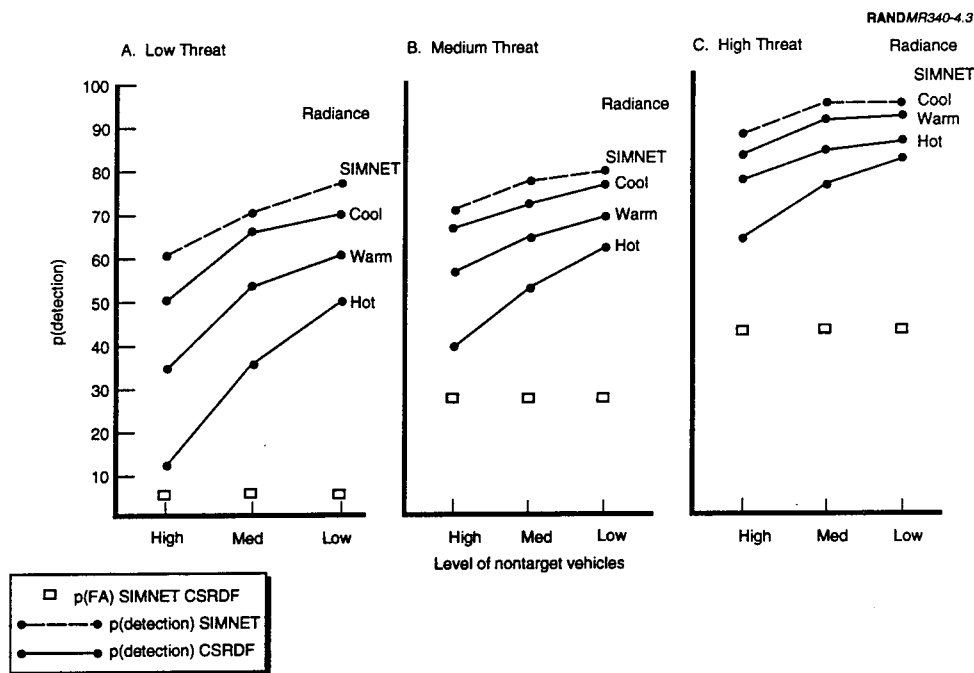 RANDMR340-4.3
A. Low Threat
B. Medium Threat
C. High Threat
Radiance
SIMNET
Cool
Warm
Hot
Radiance
SIMNET
Cool
Warm
Hot
Radiance
SIMNET
Cool
Warm
Hot
100
90
80
70
60
50
40
30
20
10
p(detection)
High Med Low
High Med Low
High Med Low
Level of nontarget vehicles
p(FA) SIMNET CSRDF
p(detection) SIMNET
p(detection) CSRDF